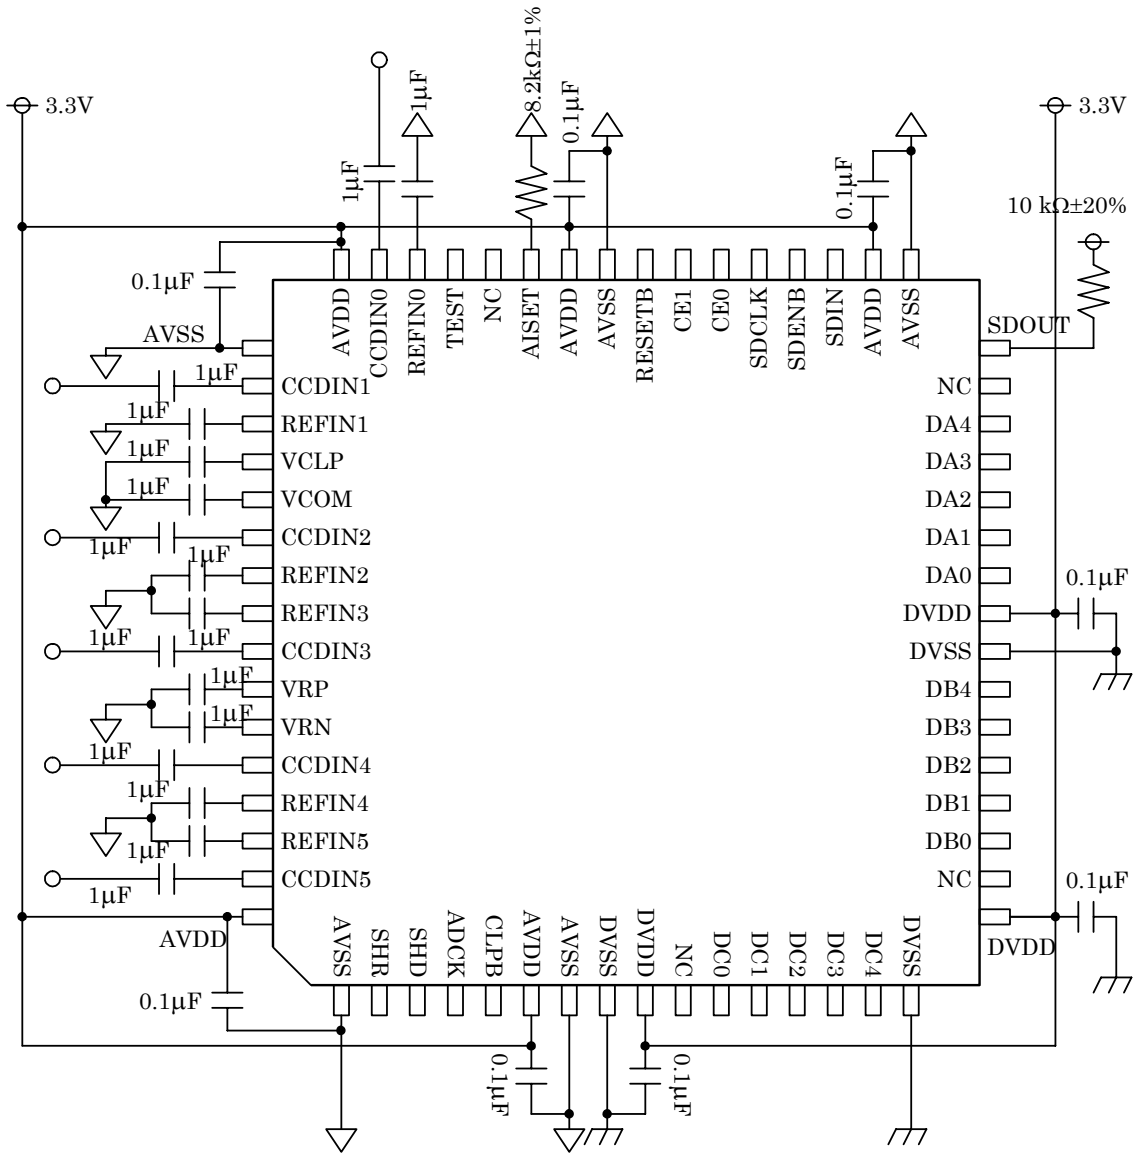 8.2kΩ±1%
1µF
0.1µF
3.3V
3.3V
1µF
0.1µF
10 kΩ±20%
0.1µF
AVDD
CCDIN0
REFIN0
TEST
NC
AISET
AVDD
AVSS
RESETB
CE1
CE0
SDCLK
SDENB
SDIN
AVDD
AVSS
AVSS
SDOUT
1µF
CCDIN1
NC
1µF
REFIN1
DA4
1µF
VCLP
DA3
1µF
VCOM
DA2
CCDIN2
DA1
1µF
1µF
REFIN2
DA0
0.1µF
REFIN3
DVDD
1µF
1µF
CCDIN3
DVSS
1µF
VRP
DB4
1µF
VRN
DB3
1µF
CCDIN4
DB2
1µF
REFIN4
DB1
REFIN5
DB0
1µF
CCDIN5
NC
0.1µF
1µF
AVDD
DVDD
AVSS
SHR
SHD
ADCK
CLPB
AVDD
AVSS
DVSS
DVDD
NC
DC0
DC1
DC2
DC3
DC4
DVSS
0.1µF
0.1µF
0.1µF